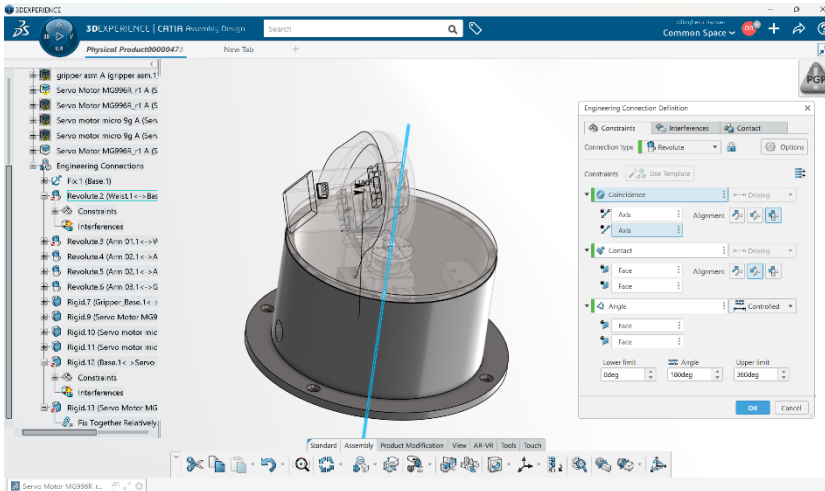 3DEXPERIENCE
3DEXPERIENCE | CATIA Assembly Design
Search
Common Space
Physical Product00000473
New Tab
PGP
gripper asm A (gripper asm.1
Servo Motor MG996R_r1 A (S
Servo Motor MG996R_r1 A (S
Servo motor micro 9g A (Serv
Servo motor micro 9g A (Serv
Servo Motor MG996R_r1 A (S
Engineering Connections
Fix.1 (Base.1)
Revolute.2 (Waist.1<->Bas
Constraints
Interferences
Revolute.3 (Arm 01.1<->W
Revolute.4 (Arm 02.1<->A
Revolute.5 (Arm 02.1<->A
Revolute.6 (Arm 03.1<->G
Rigid.7 (Gripper_Base.1<->
Rigid.9 (Servo Motor MG9
Rigid.10 (Servo motor mic
Rigid.11 (Servo motor mic
Rigid.12 (Base.1<->Servo
Constraints
Interferences
Rigid.13 (Servo Motor MG
Fix Together Relatively.
Engineering Connection Definition
Constraints
Interferences
Contact
Connection type
Revolute
Options
Constraints
Use Template
Coincidence
Driving
Axis
Alignment
Axis
Contact
Driving
Face
Alignment
Face
Angle
Controlled
Face
Face
Lower limit
Angle
Upper limit
0deg
180deg
360deg
OK
Cancel
Standard
Assembly
Product Modification
View
AR-VR
Tools
Touch
Servo Motor MG996R_r...